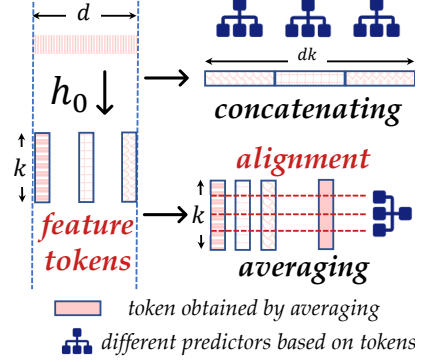 d
h₀
k
feature
tokens
dk
concatenating
alignment
k
averaging
token obtained by averaging
different predictors based on tokens